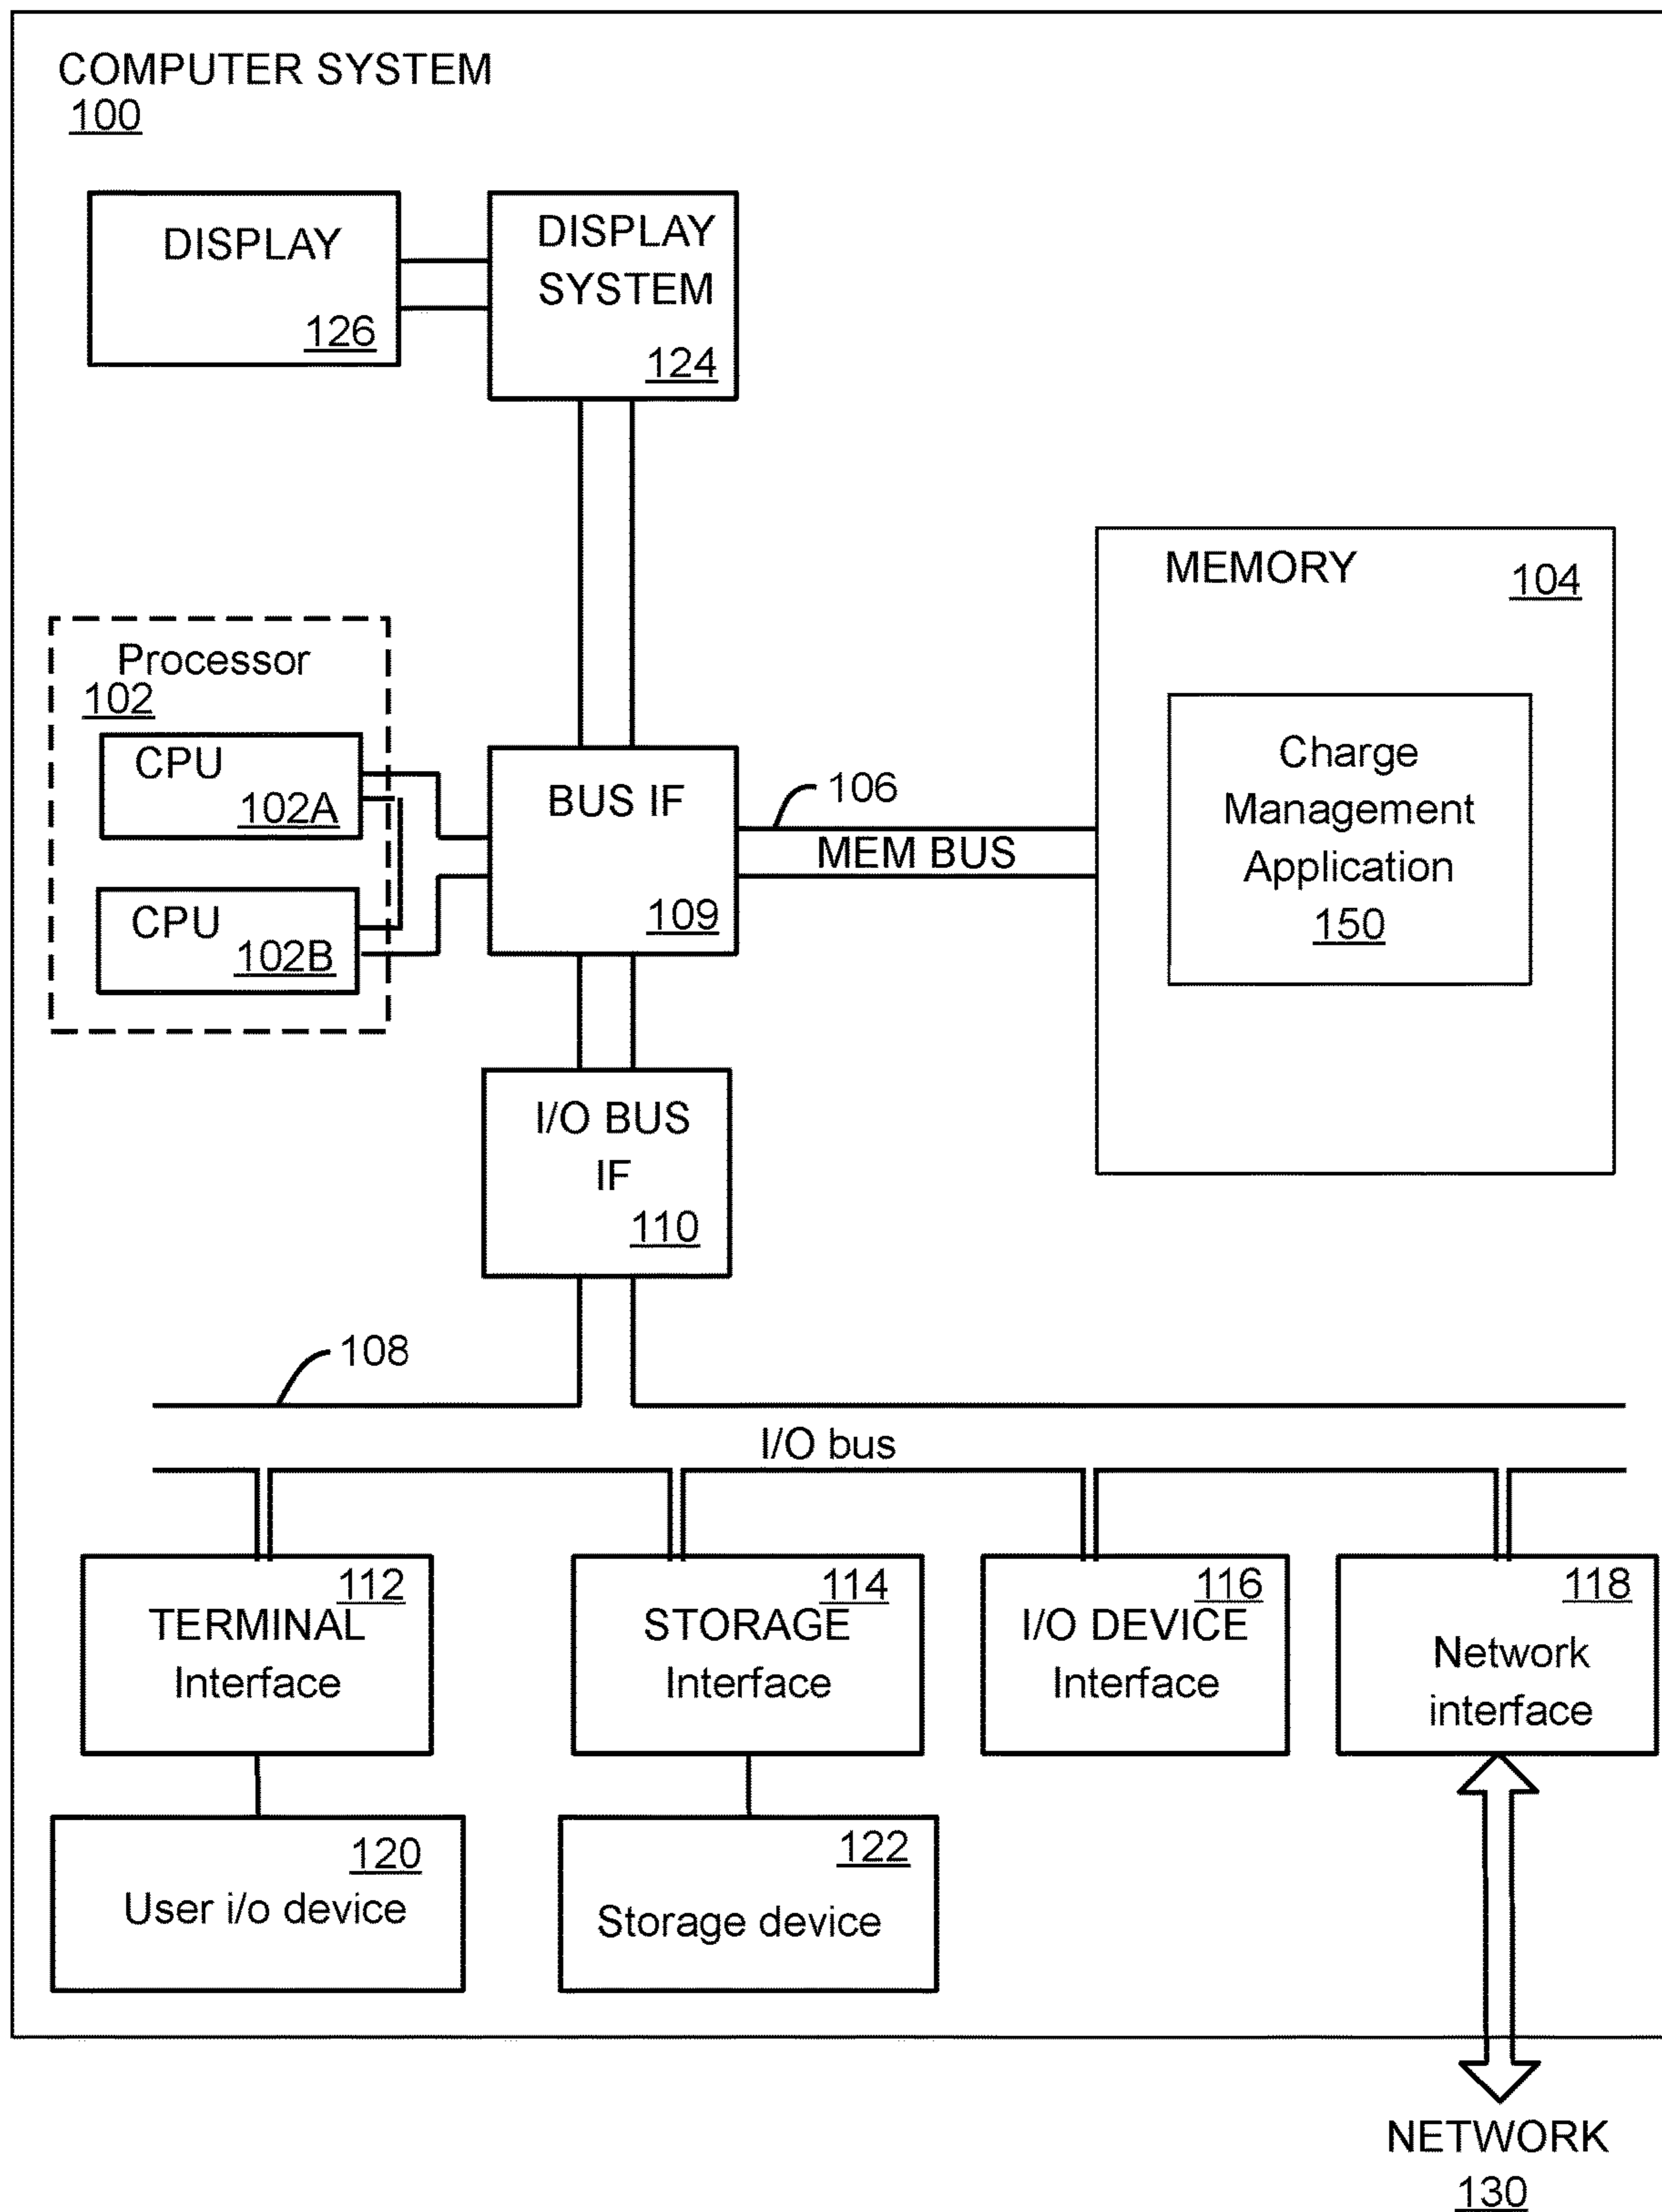 COMPUTER SYSTEM
100
DISPLAY
126
DISPLAY
SYSTEM
124
MEMORY
104
Processor
102
CPU
102A
CPU
102B
BUS IF
109
106
MEM BUS
Charge
Management
Application
150
I/O BUS
IF
110
108
I/O bus
112
TERMINAL
Interface
114
STORAGE
Interface
116
I/O DEVICE
Interface
118
Network
interface
120
User i/o device
122
Storage device
NETWORK
130